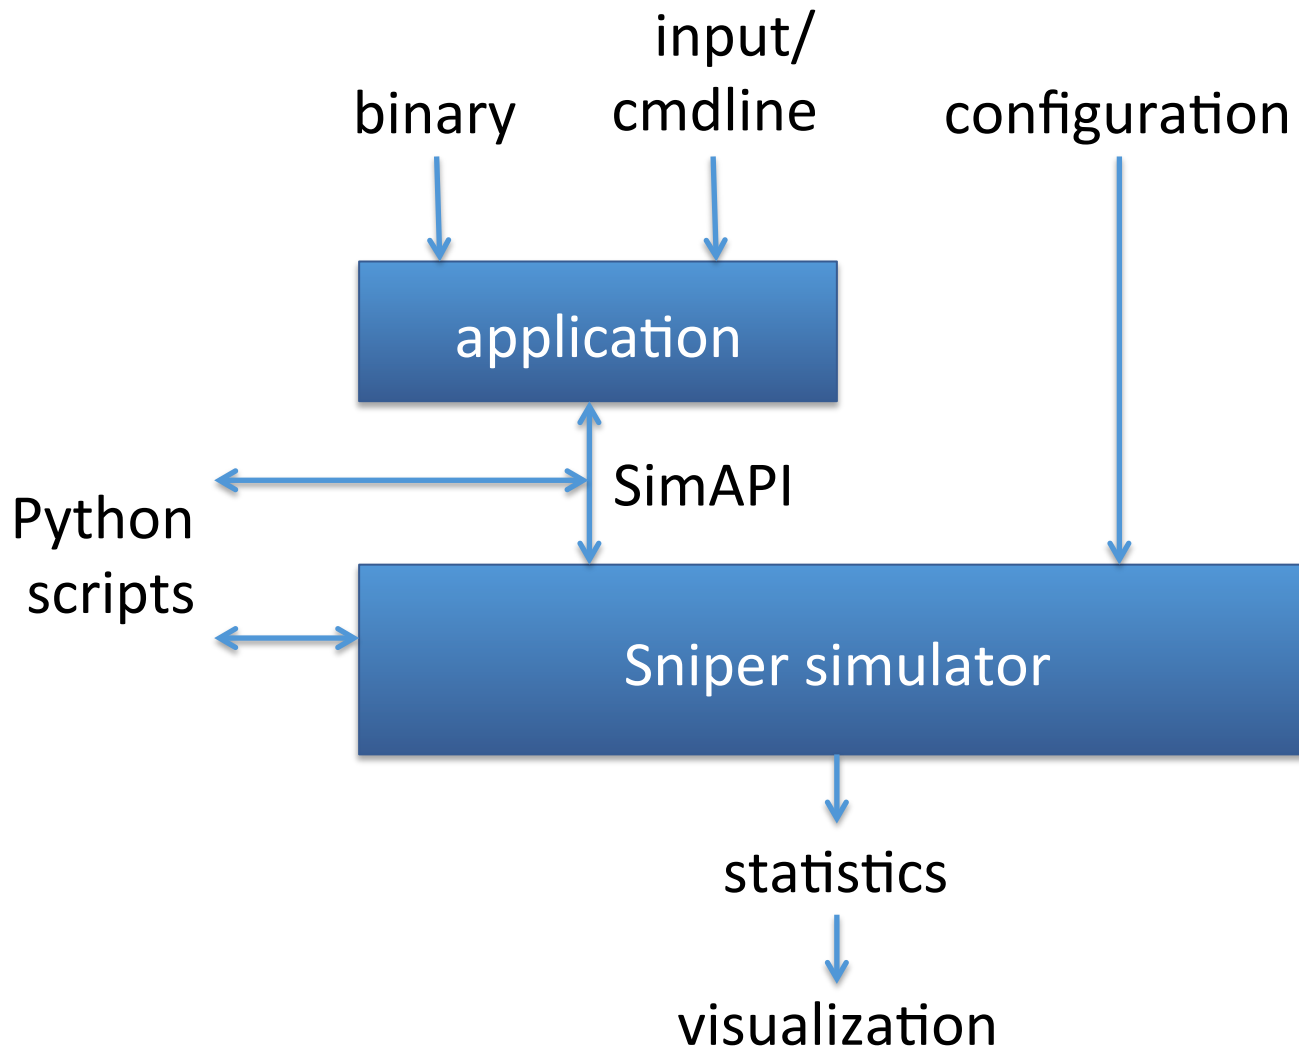 input/
binary
cmdline
configuration
application
SimAPI
Python
scripts
Sniper simulator
statistics
visualization